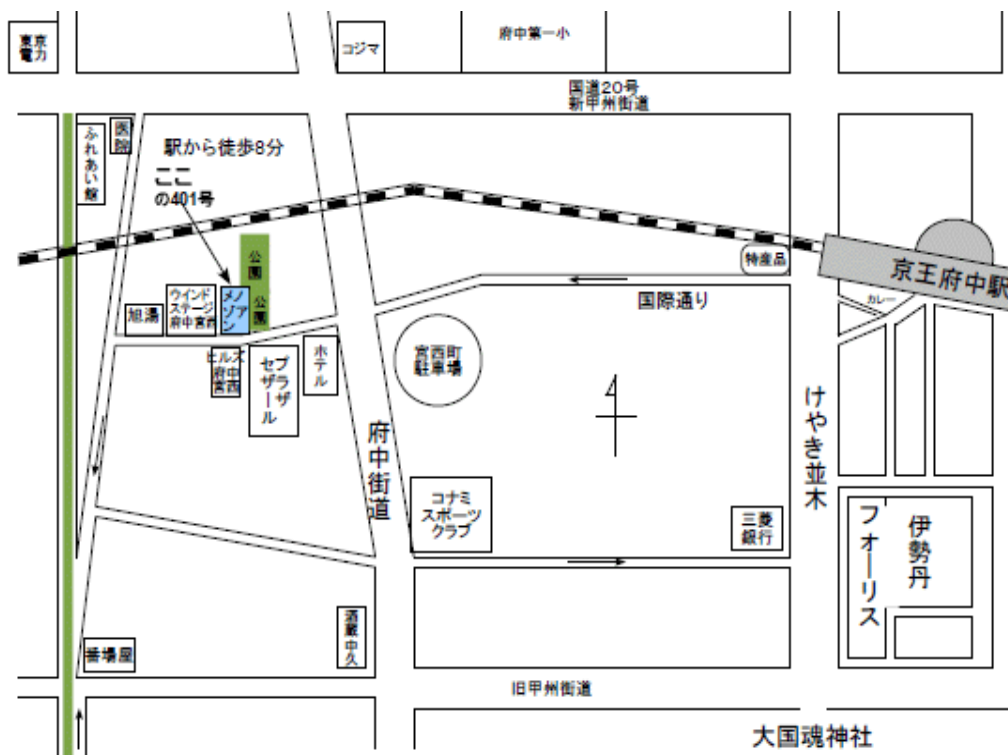 東京
電力
コジマ
府中第一小
国道20号
新甲州街道
ふれあい館
医院
駅から徒歩8分
ここ
の401号
公園
公園
特産品
京王府中駅
カレー
国際通り
旭湯
ウインド
ステージ
府中宮西
メゾン
ノア
ヒルズ
府中
宮西
プラザ
セザール
ホテル
宮西町
駐車場
けやき並木
府中街道
コナミ
スポーツ
クラブ
三菱
銀行
フォーリス
伊勢丹
番場屋
酒蔵中久
旧甲州街道
大国魂神社